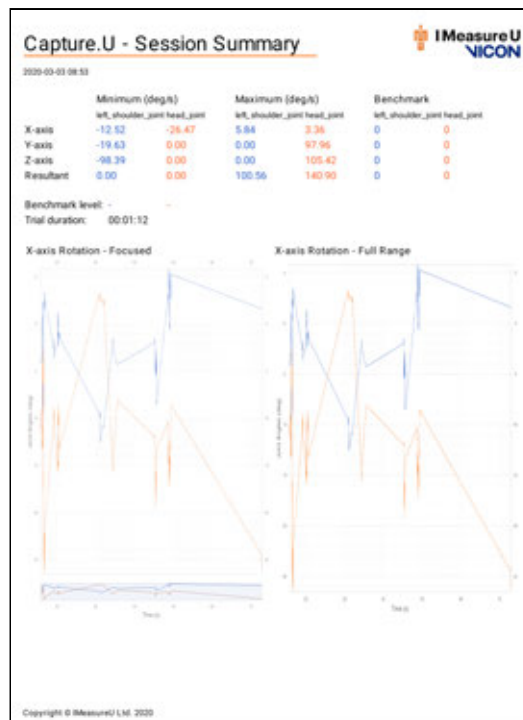 Capture.U - Session Summary
IMeasureU
VICON
2020-03-03 08:53
Minimum (deg/s) Maximum (deg/s) Benchmark
left_shoulder_joint head_joint left_shoulder_joint head_joint left_shoulder_joint head_joint
X-axis -12.52 -26.47 5.84 3.36 0 0
Y-axis -19.63 0.00 0.00 97.96 0 0
Z-axis -98.39 0.00 0.00 105.42 0 0
Resultant 0.00 0.00 100.56 140.90 0 0
Benchmark level: - -
Trial duration: 00:01:12
X-axis Rotation - Focused X-axis Rotation - Full Range
Time (s) Time (s)
Copyright © IMeasureU Ltd. 2020